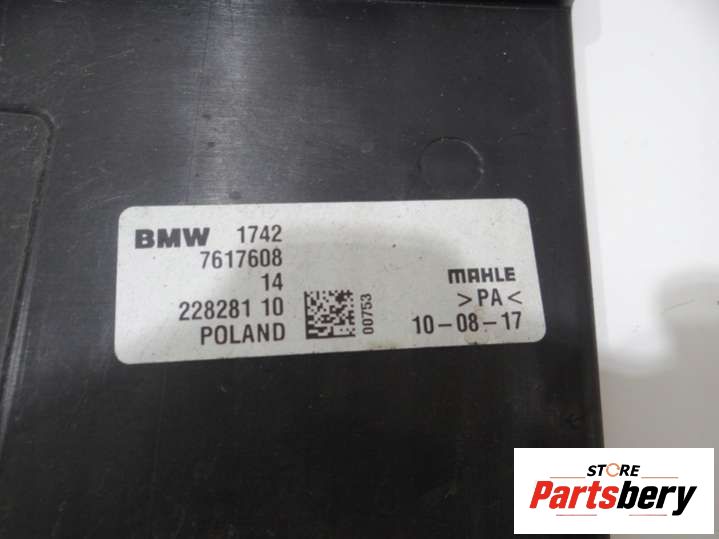 BMW 1742
7617608
14
228281 10
POLAND
00753
MAHLE
>PA<
10-08-17
STORE
Partsbery